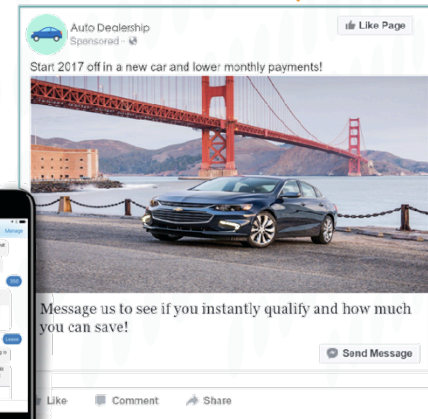 Auto Dealership
Like Page
Sponsored ·
Start 2017 off in a new car and lower monthly payments!
Message us to see if you instantly qualify and how much
you can save!
Send Message
Like
Comment
Share
Manage